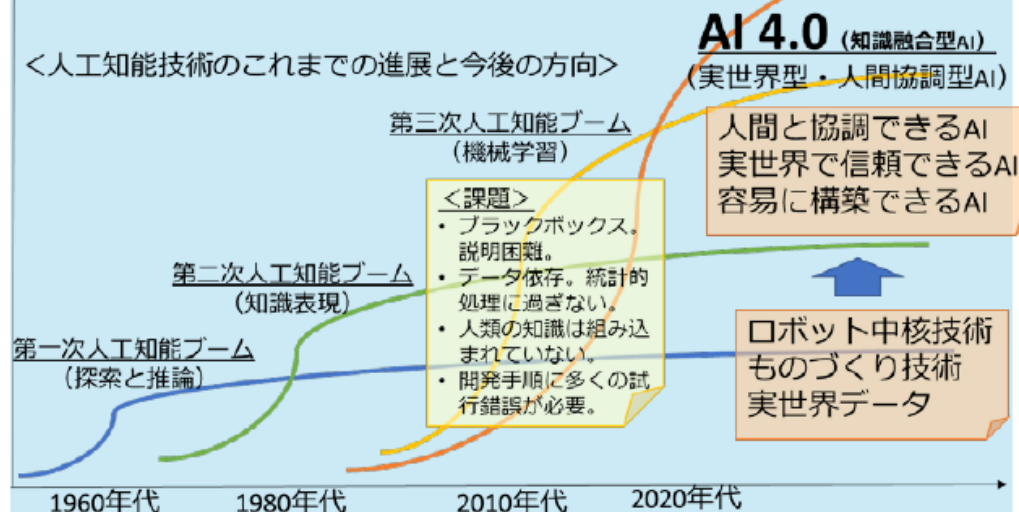 AI 4.0 (知識融合型AI)
(実世界型・人間協調型AI)
<人工知能技術のこれまでの進展と今後の方向>
人間と協調できるAI
実世界で信頼できるAI
容易に構築できるAI
第三次人工知能ブーム
(機械学習)
<課題>
• ブラックボックス。
説明困難。
• データ依存。統計的
処理に過ぎない。
• 人類の知識は組み込
まれていない。
• 開発手順に多くの試
行錯誤が必要。
第二次人工知能ブーム
(知識表現)
第一次人工知能ブーム
(探索と推論)
ロボット中核技術
ものづくり技術
実世界データ
1960年代
1980年代
2010年代
2020年代